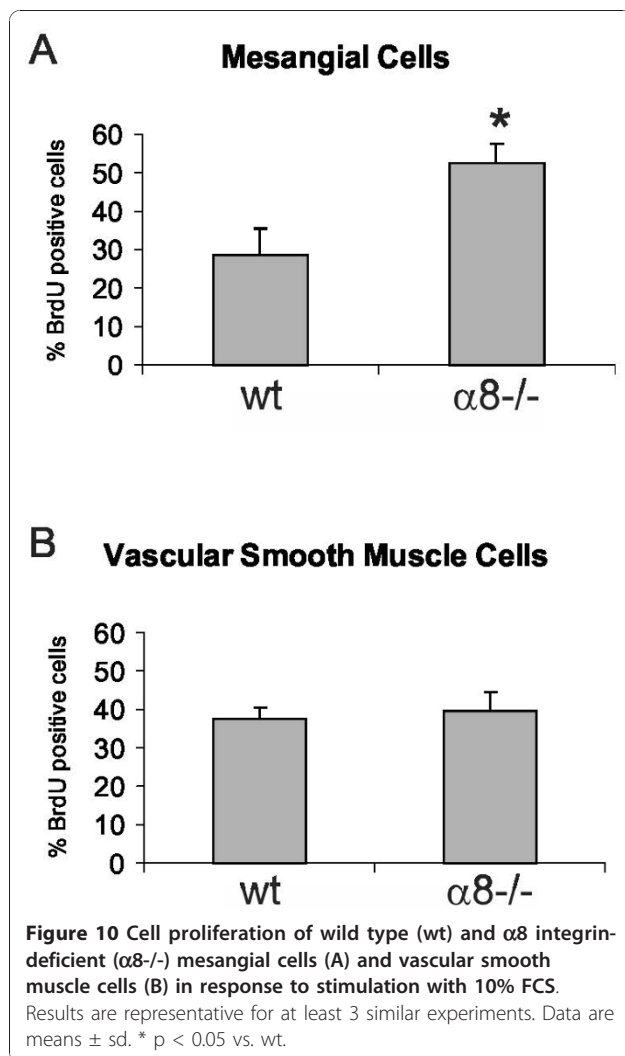 A
Mesangial Cells
% BrdU positive cells
60
50
40
30
20
10
0
*
wt
α8-/-
B
Vascular Smooth Muscle Cells
% BrdU positive cells
60
50
40
30
20
10
0
wt
α8-/-
Figure 10 Cell proliferation of wild type (wt) and α8 integrin-
deficient (α8-/-) mesangial cells (A) and vascular smooth
muscle cells (B) in response to stimulation with 10% FCS.
Results are representative for at least 3 similar experiments. Data are
means ± sd. * p < 0.05 vs. wt.